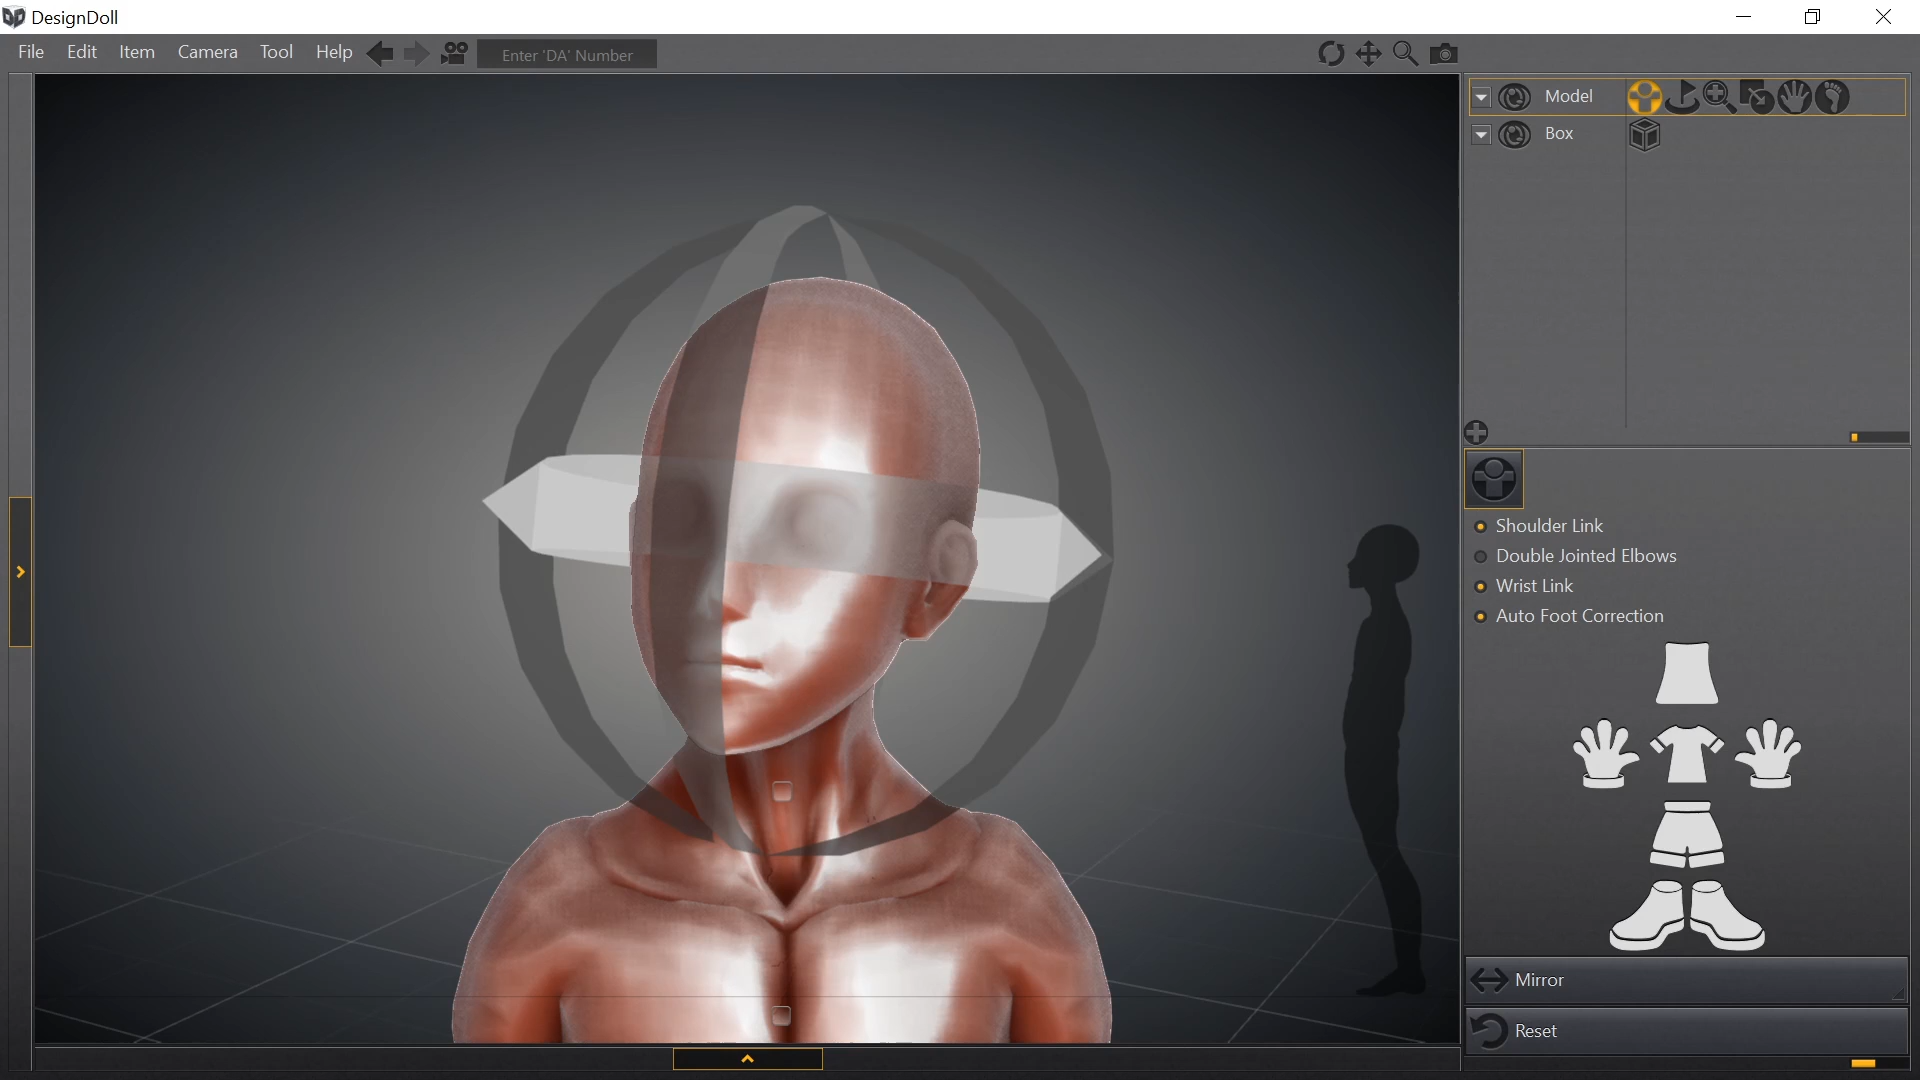 DesignDoll
File Edit Item Camera Tool Help Enter 'DA' Number
Model
Box
Shoulder Link
Double Jointed Elbows
Wrist Link
Auto Foot Correction
Mirror
Reset